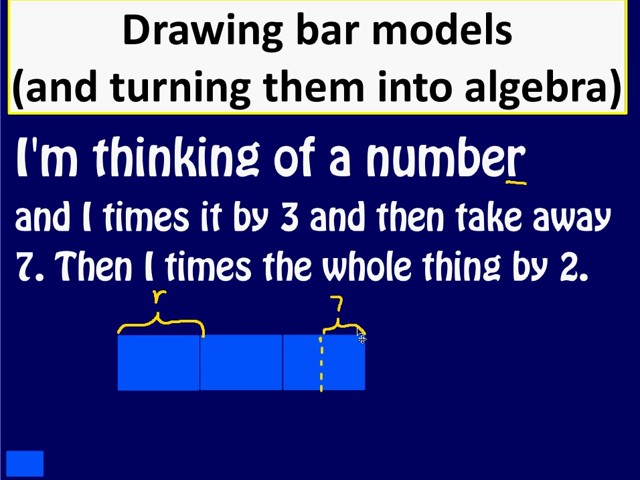 Drawing bar models
(and turning them into algebra)
I'm thinking of a number
and I times it by 3 and then take away
7. Then I times the whole thing by 2.
r
7